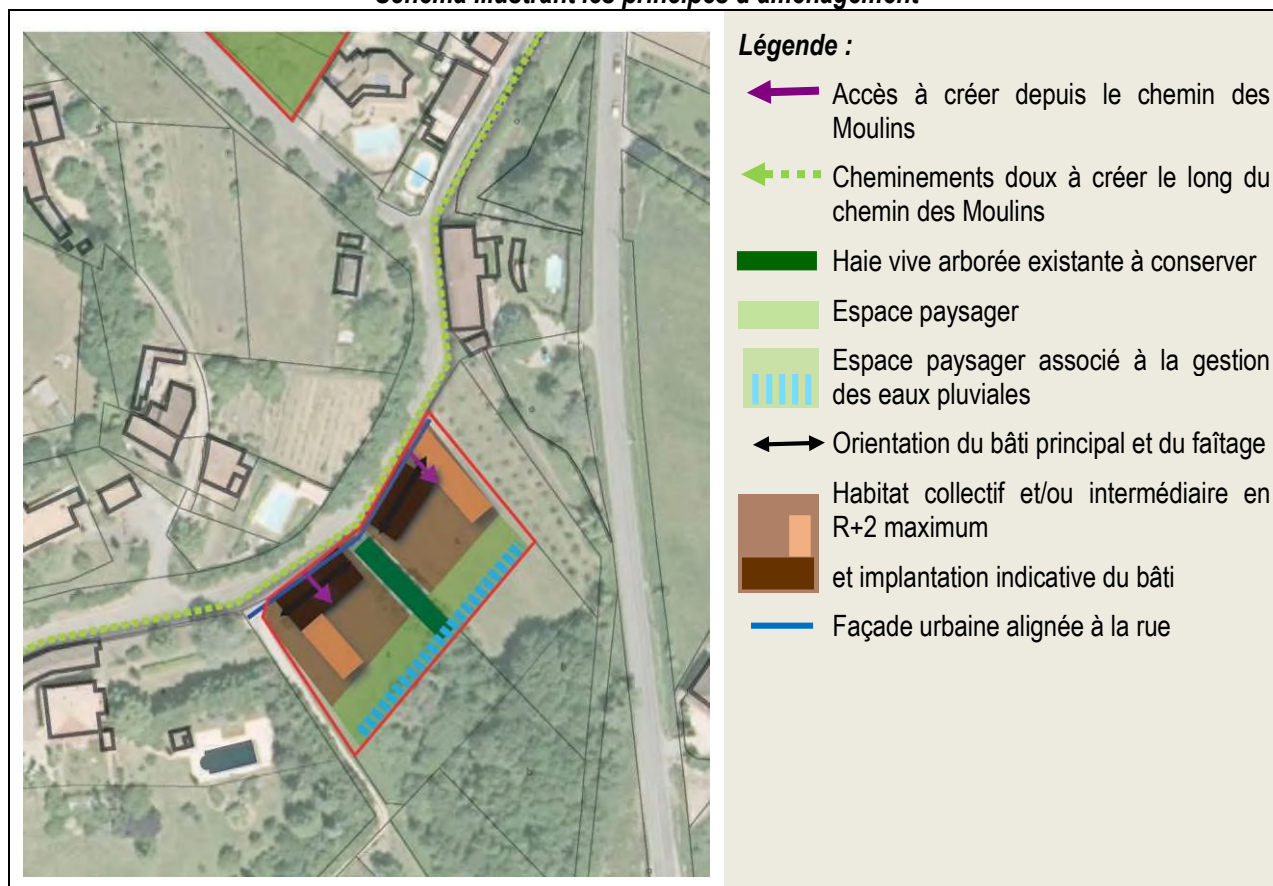 Schéma illustrant les principes d'aménagement
Légende :
Accès à créer depuis le chemin des
Moulins
Cheminements doux à créer le long du
chemin des Moulins
Haie vive arborée existante à conserver
Espace paysager
Espace paysager associé à la gestion
des eaux pluviales
Orientation du bâti principal et du faîtage
Habitat collectif et/ou intermédiaire en
R+2 maximum
et implantation indicative du bâti
Façade urbaine alignée à la rue